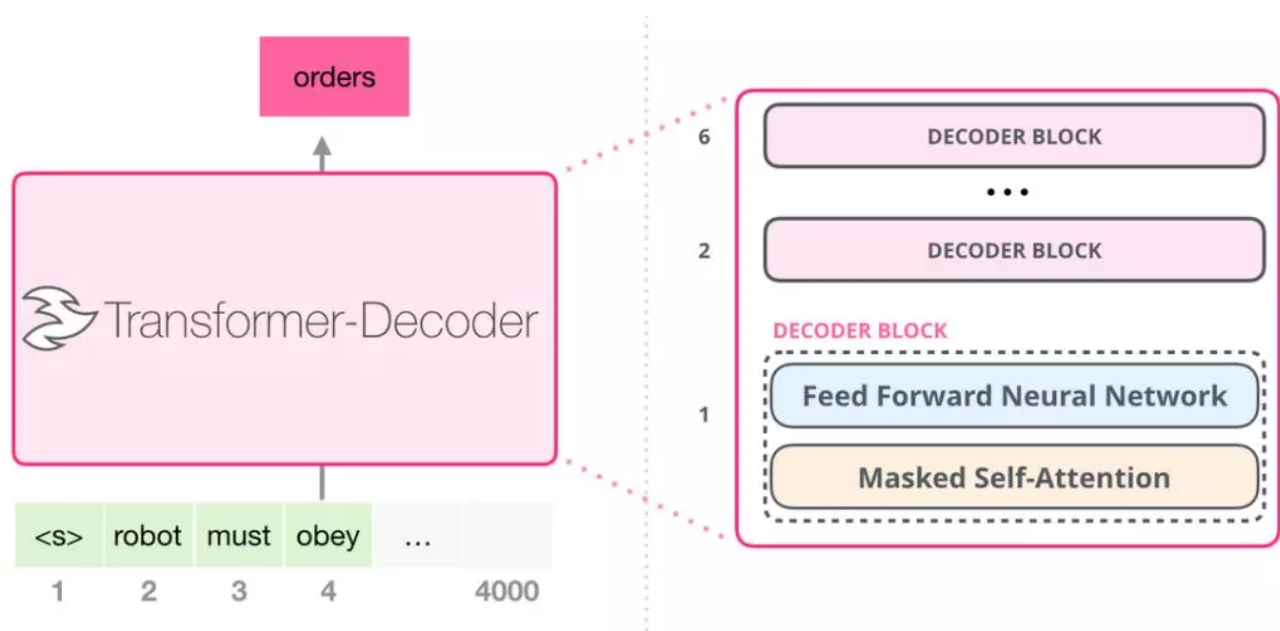 orders
Transformer-Decoder
<s> robot must obey ...
1 2 3 4 4000
6 DECODER BLOCK
...
2 DECODER BLOCK
DECODER BLOCK
1
Feed Forward Neural Network
Masked Self-Attention